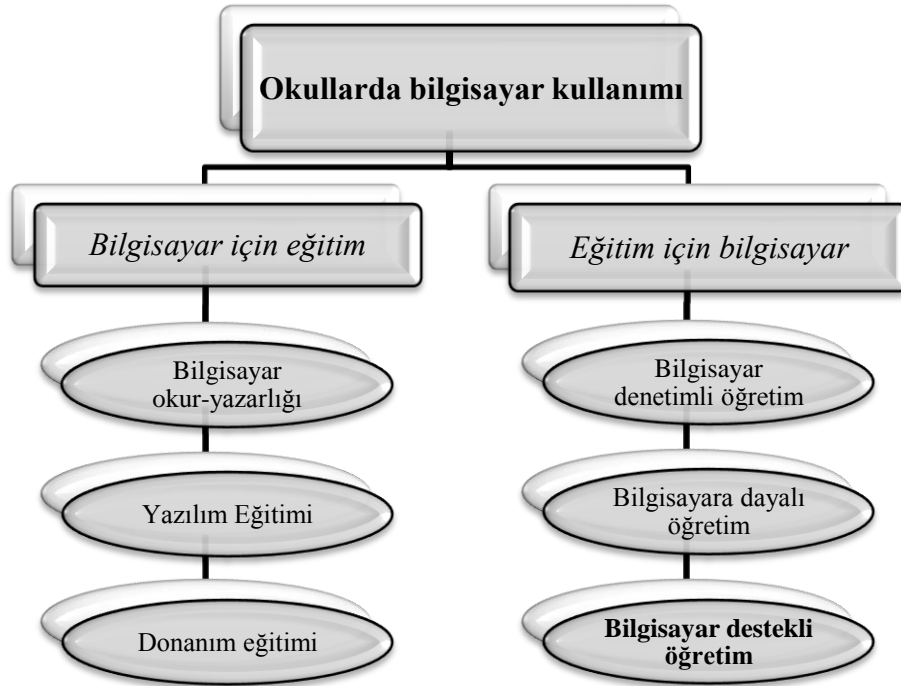 Okullarda bilgisayar kullanımı
Bilgisayar için eğitim
Eğitim için bilgisayar
Bilgisayar
okur-yazarlığı
Bilgisayar
denetimli öğretim
Yazılım Eğitimi
Bilgisayara dayalı
öğretim
Donanım eğitimi
Bilgisayar destekli
öğretim